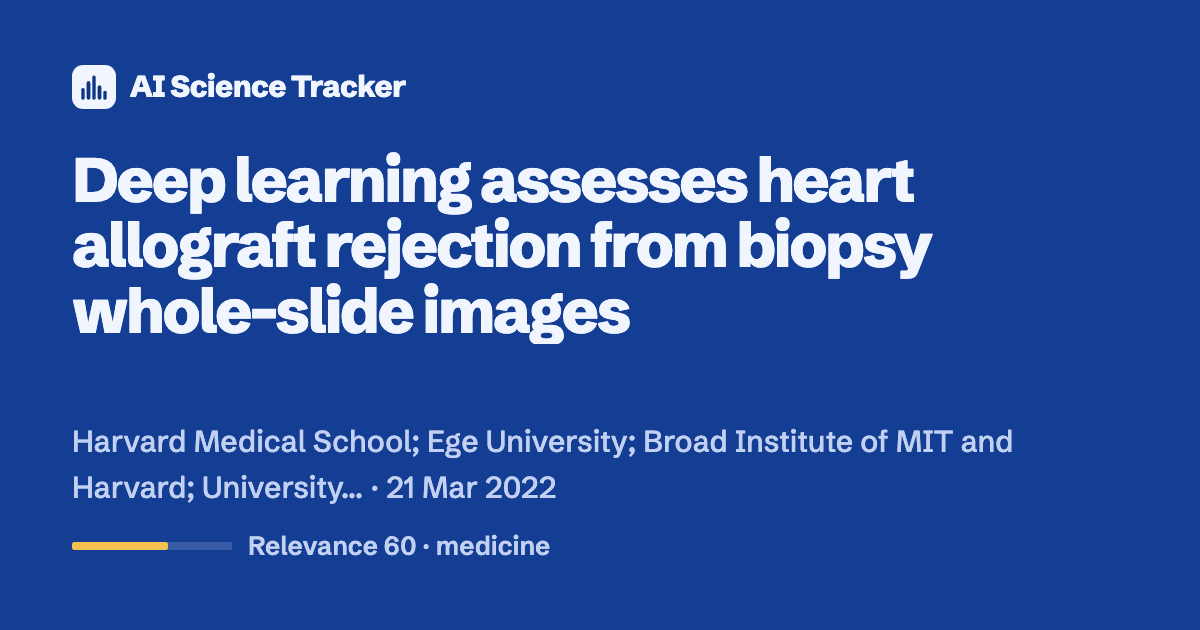 AI Science Tracker
Deep learning assesses heart
allograft rejection from biopsy
whole-slide images
Harvard Medical School; Ege University; Broad Institute of MIT and
Harvard; University... · 21 Mar 2022
Relevance 60 · medicine